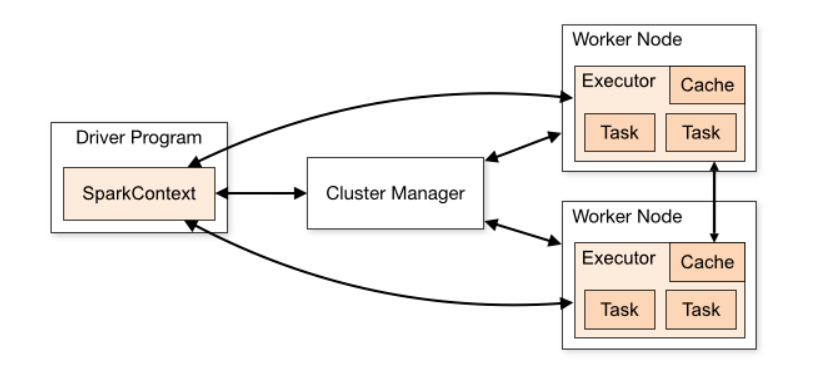 Driver Program
SparkContext
Cluster Manager
Worker Node
Executor
Cache
Task
Task
Worker Node
Executor
Cache
Task
Task